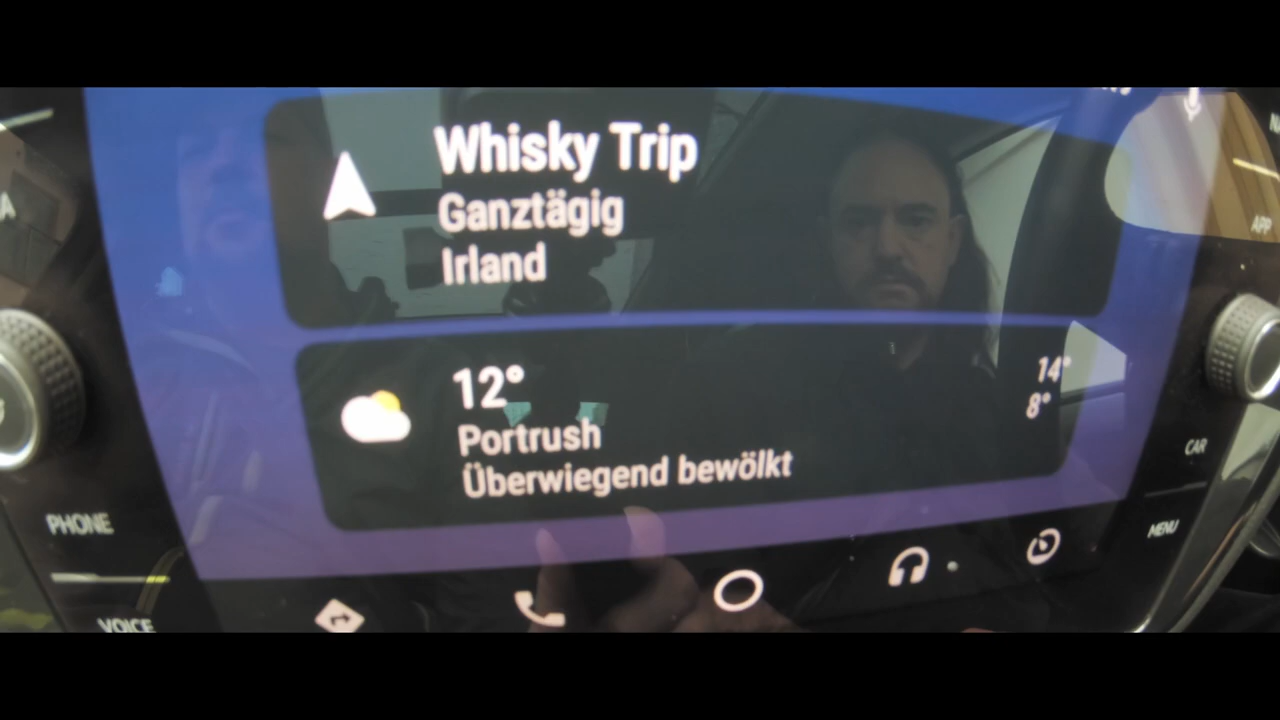 Whisky Trip
Ganztägig
Irland
12°
14°
8°
Portrush
Überwiegend bewölkt
PHONE
VOICE
APP
CAR
MENU